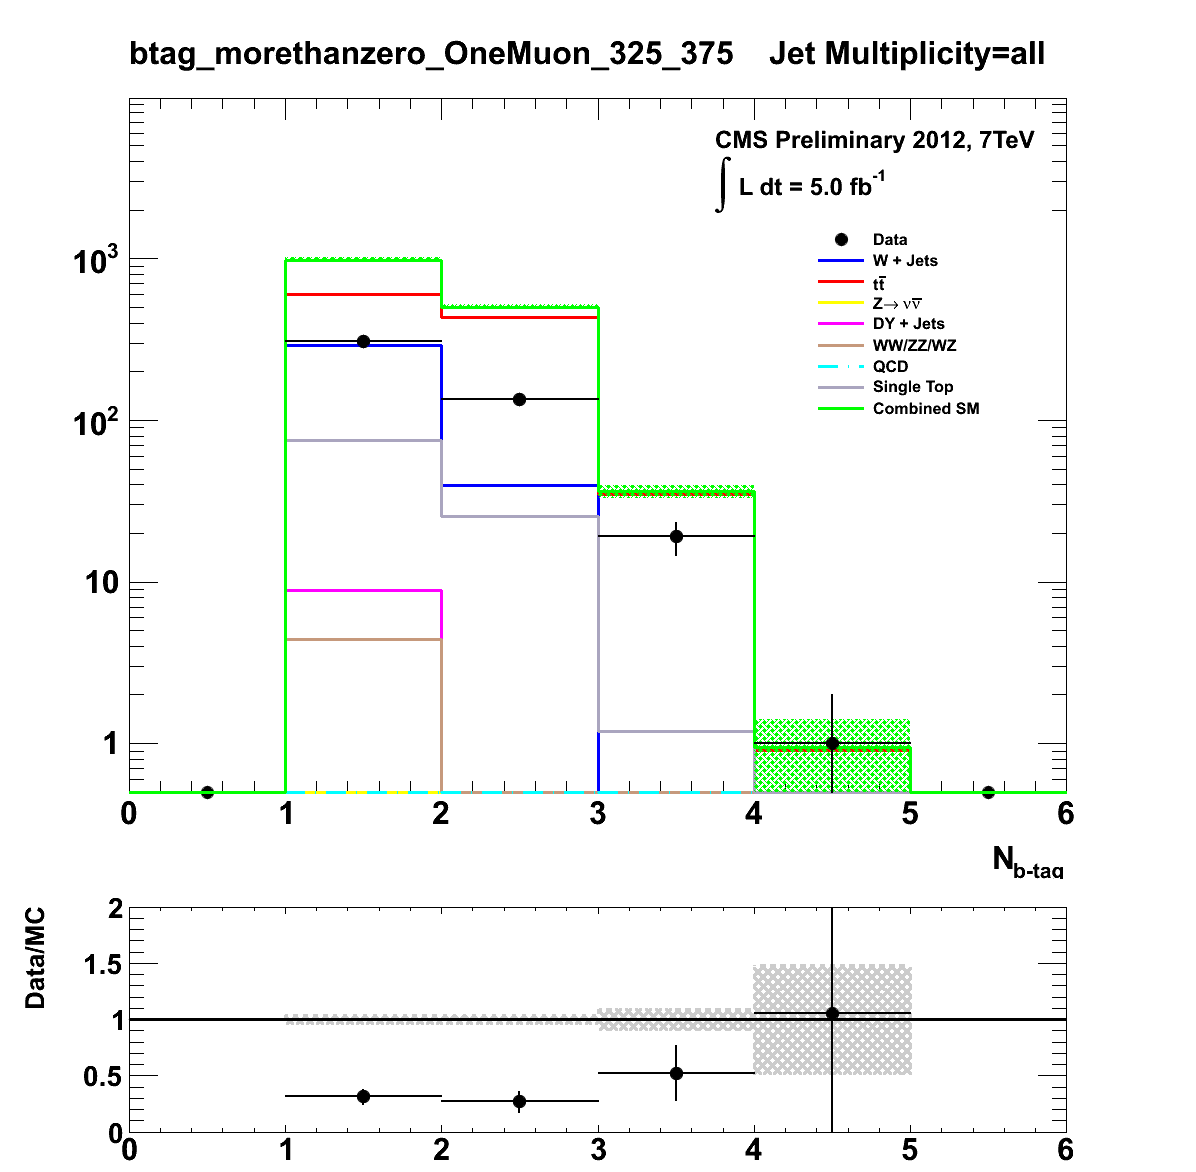 btag_morethanzero_OneMuon_325_375 Jet Multiplicity=all
CMS Preliminary 2012, 7TeV
∫ L dt = 5.0 fb⁻¹
Data
W + Jets
tt̅
Z→ νν̅
DY + Jets
WW/ZZ/WZ
QCD
Single Top
Combined SM
10³
10²
10
1
0 1 2 3 4 5 6
N_b-tag
Data/MC
2
1.5
1
0.5
0
0 1 2 3 4 5 6